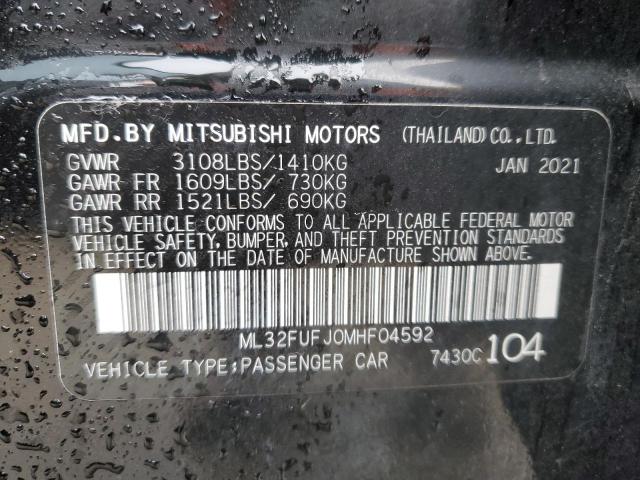 MFD.BY MITSUBISHI MOTORS (THAILAND) CO.,LTD.
GVWR 3108LBS/1410KG JAN 2021
GAWR FR 1609LBS/ 730KG
GAWR RR 1521LBS/ 690KG
THIS VEHICLE CONFORMS TO ALL APPLICABLE FEDERAL MOTOR
VEHICLE SAFETY, BUMPER, AND THEFT PREVENTION STANDARDS
IN EFFECT ON THE DATE OF MANUFACTURE SHOWN ABOVE.
ML32FUFJ0MHF04592
VEHICLE TYPE;PASSENGER CAR 7430C 104